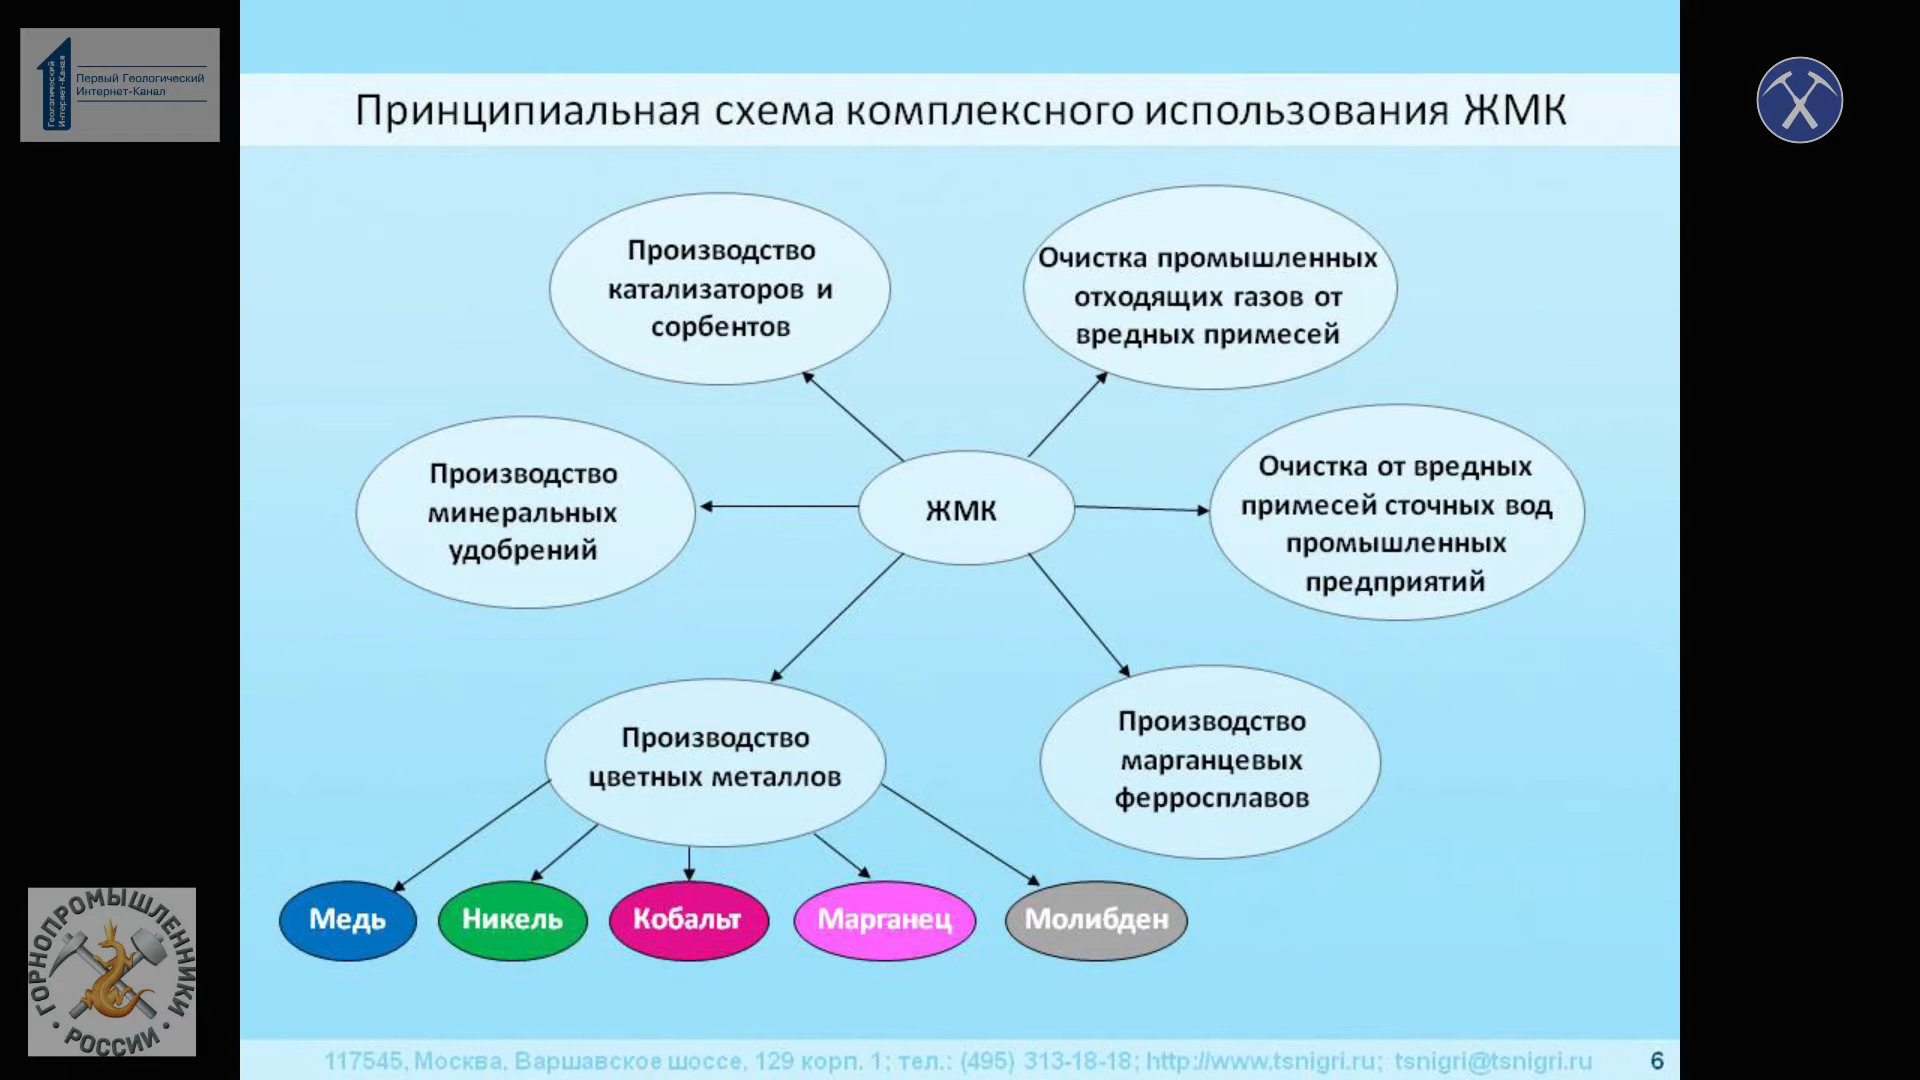 Геологический
Интернет-Канал
Первый Геологический
Интернет-Канал
Принципиальная схема комплексного использования ЖМК
Производство
катализаторов и
сорбентов
Очистка промышленных
отходящих газов от
вредных примесей
Производство
минеральных
удобрений
ЖМК
Очистка от вредных
примесей сточных вод
промышленных
предприятий
Производство
цветных металлов
Производство
марганцевых
ферросплавов
Медь
Никель
Кобальт
Марганец
Молибден
ГОРНОПРОМЫШЛЕННИКИ
• РОССИИ •
117545, Москва, Варшавское шоссе, 129 корп. 1; тел.: (495) 313-18-18; http://www.tsnigri.ru; tsnigri@tsnigri.ru
6